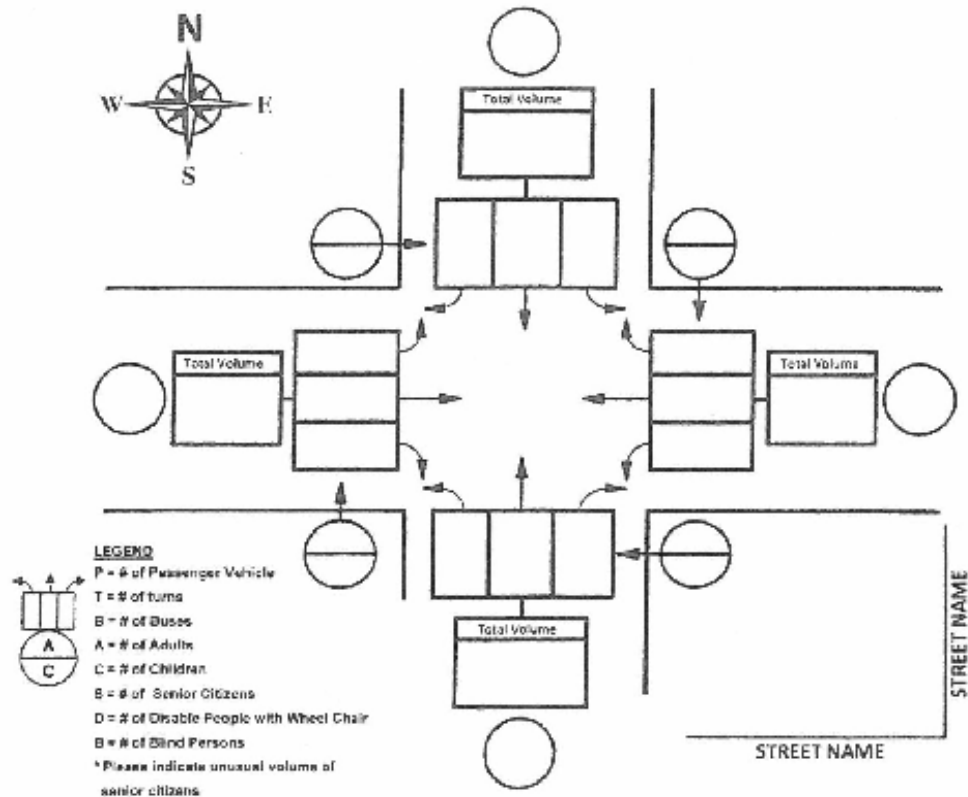 N
W E
S
Total Volume
Total Volume
Total Volume
Total Volume
LEGEND
P = # of Passenger Vehicle
T = # of turns
B = # of Buses
A = # of Adults
C = # of Children
S = # of Senior Citizens
D = # of Disable People with Wheel Chair
B = # of Blind Persons
* Please indicate unusual volume of
senior citizens
A
C
STREET NAME
STREET NAME